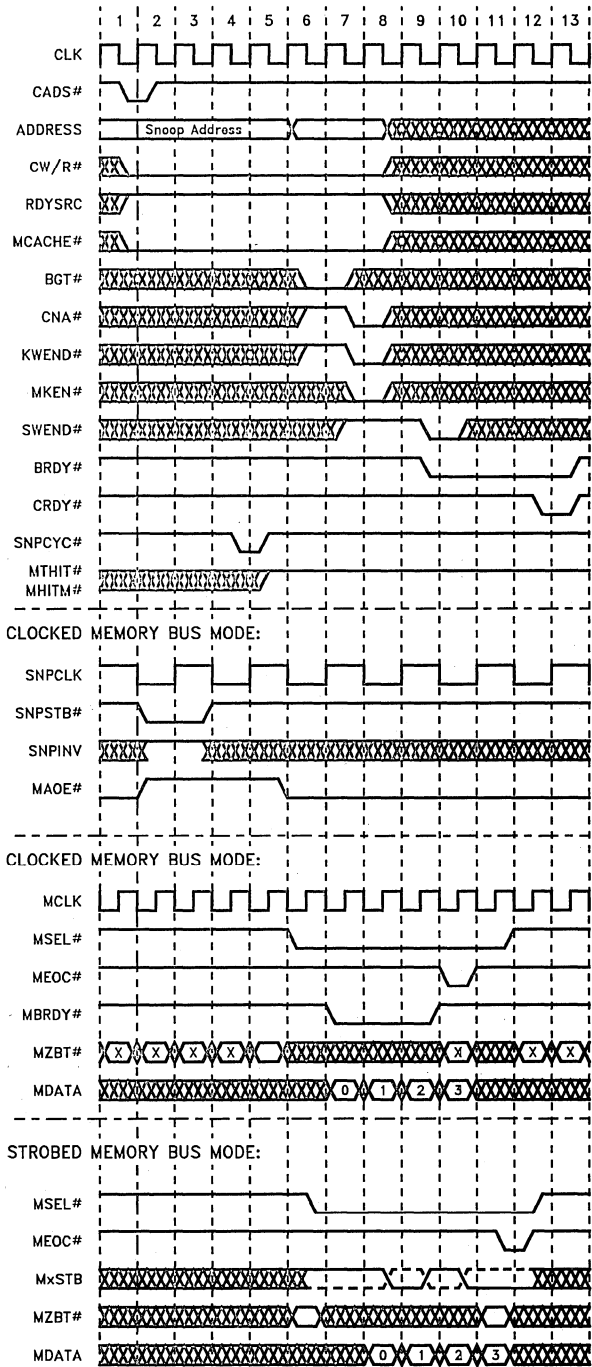 1 2 3 4 5 6 7 8 9 10 11 12 13
CLK
CADS#
ADDRESS Snoop Address
CW/R#
RDYSRC
MCACHE#
BGT#
CNA#
KWEND#
MKEN#
SWEND#
BRDY#
CRDY#
SNPCYC#
MTHIT#
MHITM#
CLOCKED MEMORY BUS MODE:
SNPCLK
SNPSTB#
SNPINV
MAOE#
CLOCKED MEMORY BUS MODE:
MCLK
MSEL#
MEOC#
MBRDY#
MZBT# X X X X X X X
MDATA 0 1 2 3
STROBED MEMORY BUS MODE:
MSEL#
MEOC#
MxSTB
MZBT#
MDATA 0 1 2 3